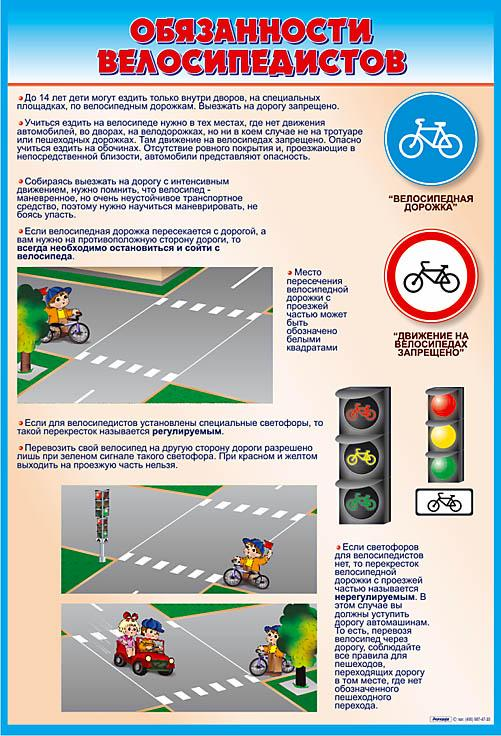 ОБЯЗАННОСТИ
ВЕЛОСИПЕДИСТОВ
До 14 лет дети могут ездить только внутри дворов, на специальных
площадках, по велосипедным дорожкам. Выезжать на дорогу запрещено.
Учиться ездить на велосипеде нужно в тех местах, где нет движения
автомобилей, во дворах, на велодорожках, но ни в коем случае не на тротуаре
или пешеходных дорожках. Там движение на велосипедах запрещено. Опасно
учиться ездить на обочинах. Отсутствие ровного покрытия и, проезжающие в
непосредственной близости, автомобили представляют опасность.
Собираясь выезжать на дорогу с интенсивным
движением, нужно помнить, что велосипед -
маневренное, но очень неустойчивое транспортное
средство, поэтому нужно научиться маневрировать, не
боясь упасть.
Если велосипедная дорожка пересекается с дорогой, а
вам нужно на противоположную сторону дороги, то
всегда необходимо остановиться и сойти с
велосипеда.
"ВЕЛОСИПЕДНАЯ
ДОРОЖКА"
Место
пересечения
велосипедной
дорожки с
проезжей
частью может
быть
обозначено
белыми
квадратами
"ДВИЖЕНИЕ НА
ВЕЛОСИПЕДАХ
ЗАПРЕЩЕНО"
Если для велосипедистов установлены специальные светофоры, то
такой перекресток называется регулируемым.
Перевозить свой велосипед на другую сторону дороги разрешено
лишь при зеленом сигнале такого светофора. При красном и желтом
выходить на проезжую часть нельзя.
Если светофоров
для велосипедистов
нет, то перекресток
велосипедной
дорожки с проезжей
частью называется
нерегулируемым. В
этом случае вы
должны уступить
дорогу автомашинам.
То есть, перевозя
велосипед через
дорогу, соблюдайте
все правила для
пешеходов,
переходящих дорогу
в том месте, где нет
обозначенного
пешеходного
перехода.